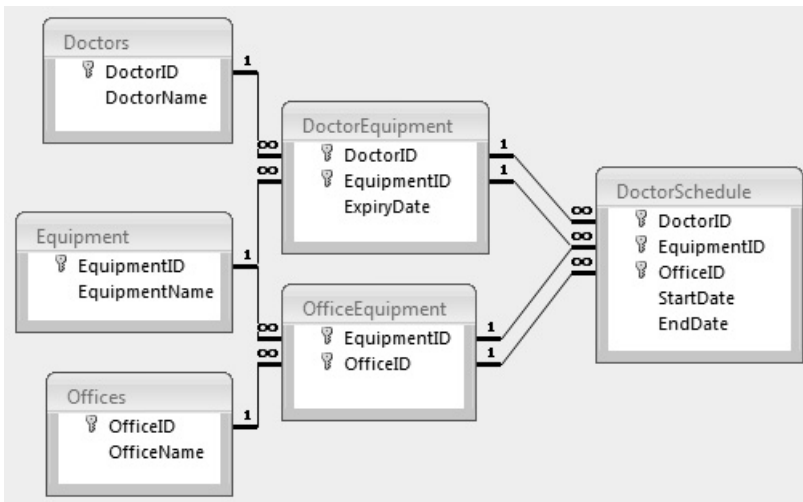 Doctors
DoctorID
DoctorName
1
∞
Equipment
EquipmentID
EquipmentName
1
∞
Offices
OfficeID
OfficeName
1
∞
DoctorEquipment
DoctorID
EquipmentID
ExpiryDate
∞
1
1
OfficeEquipment
EquipmentID
OfficeID
1
1
DoctorSchedule
DoctorID
EquipmentID
OfficeID
StartDate
EndDate
∞
∞
∞